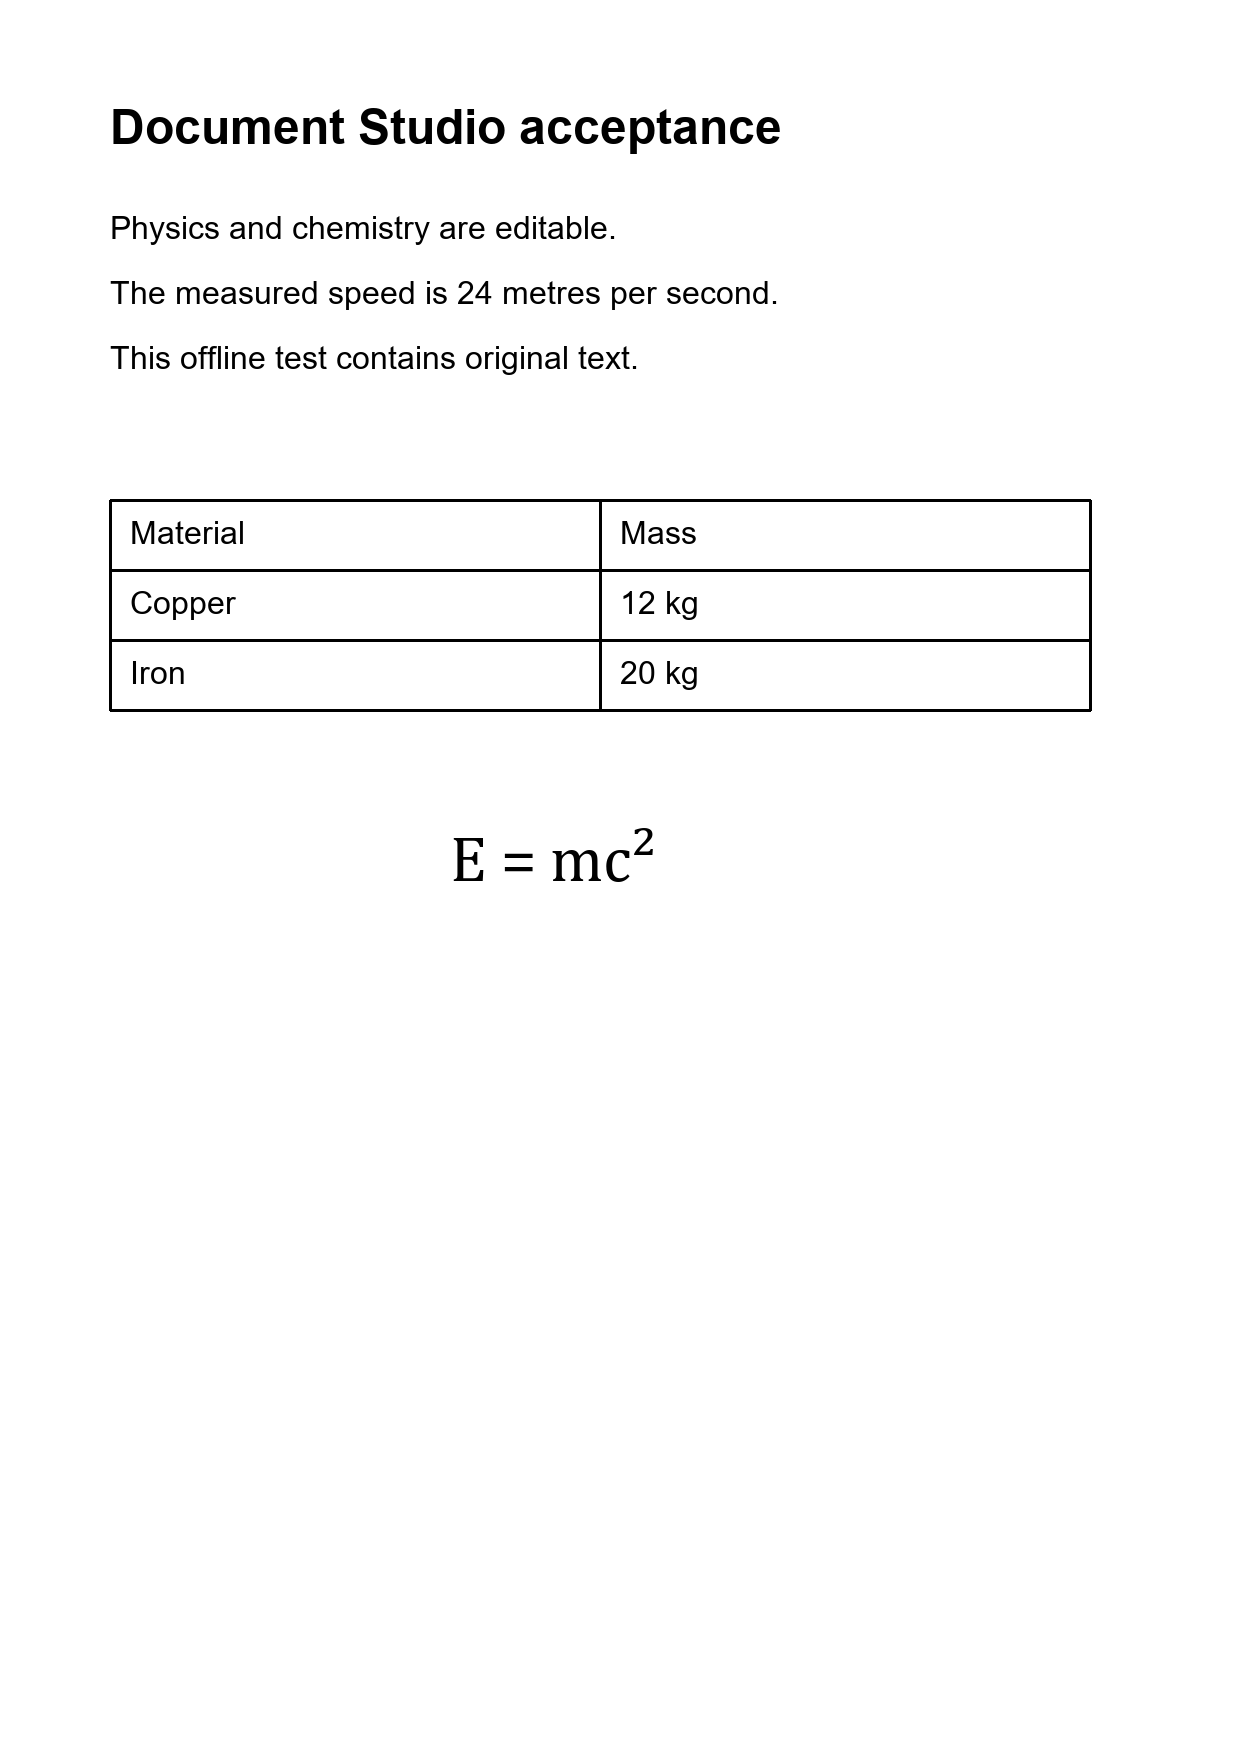 Document Studio acceptance
Physics and chemistry are editable.
The measured speed is 24 metres per second.
This offline test contains original text.
Material Mass
Copper 12 kg
Iron 20 kg
E = mc²